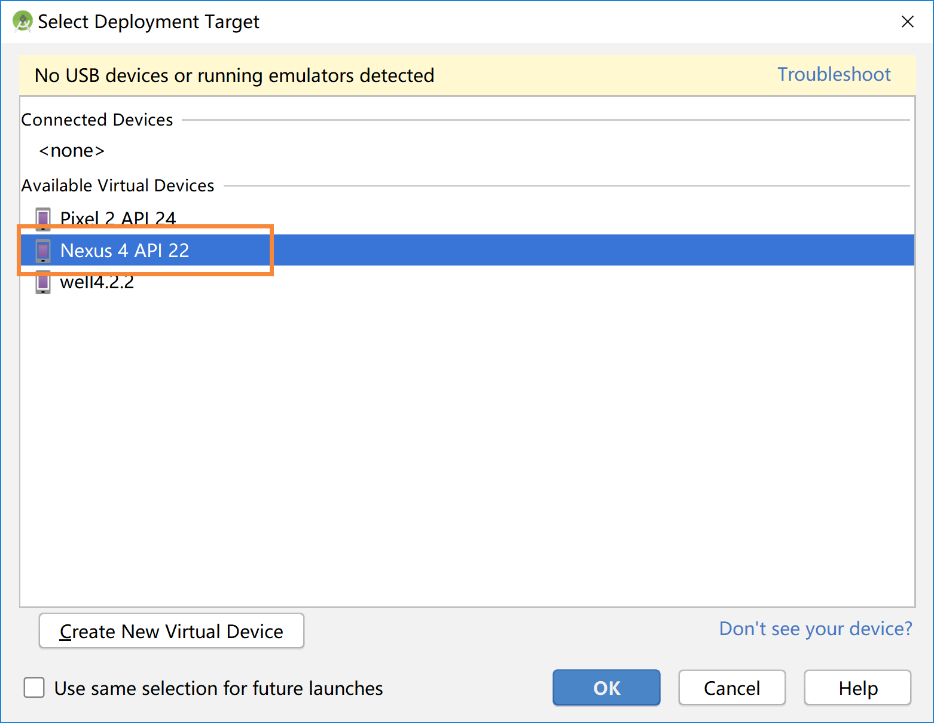 Select Deployment Target
No USB devices or running emulators detected Troubleshoot
Connected Devices
<none>
Available Virtual Devices
Pixel 2 API 24
Nexus 4 API 22
well4.2.2
Create New Virtual Device Don't see your device?
Use same selection for future launches OK Cancel Help